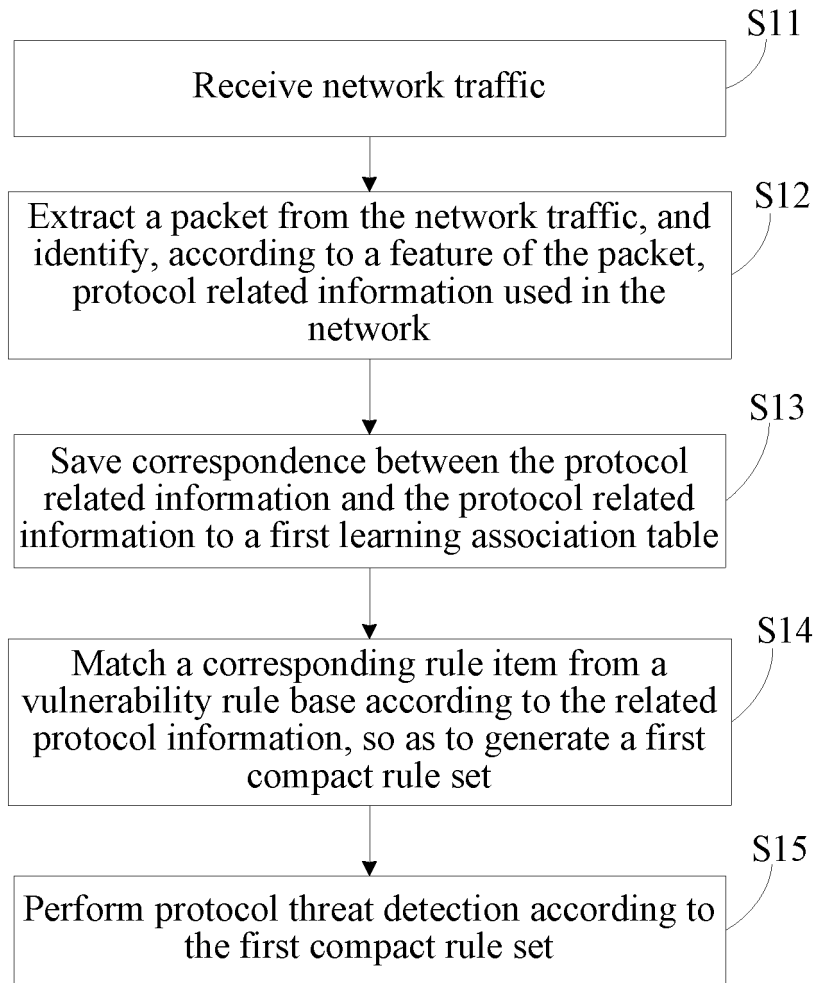 S11
Receive network traffic
S12
Extract a packet from the network traffic, and
identify, according to a feature of the packet,
protocol related information used in the
network
S13
Save correspondence between the protocol
related information and the protocol related
information to a first learning association table
S14
Match a corresponding rule item from a
vulnerability rule base according to the related
protocol information, so as to generate a first
compact rule set
S15
Perform protocol threat detection according to
the first compact rule set